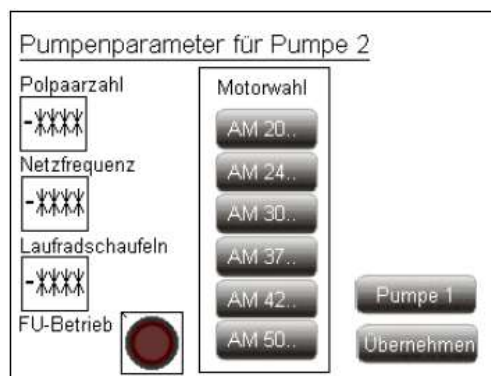 Pumpenparameter für Pumpe 2
Polpaarzahl
-****
Netzfrequenz
-****
Laufradschaufeln
-****
FU-Betrieb
Motorwahl
AM 20..
AM 24..
AM 30..
AM 37..
AM 42..
AM 50..
Pumpe 1
Übernehmen